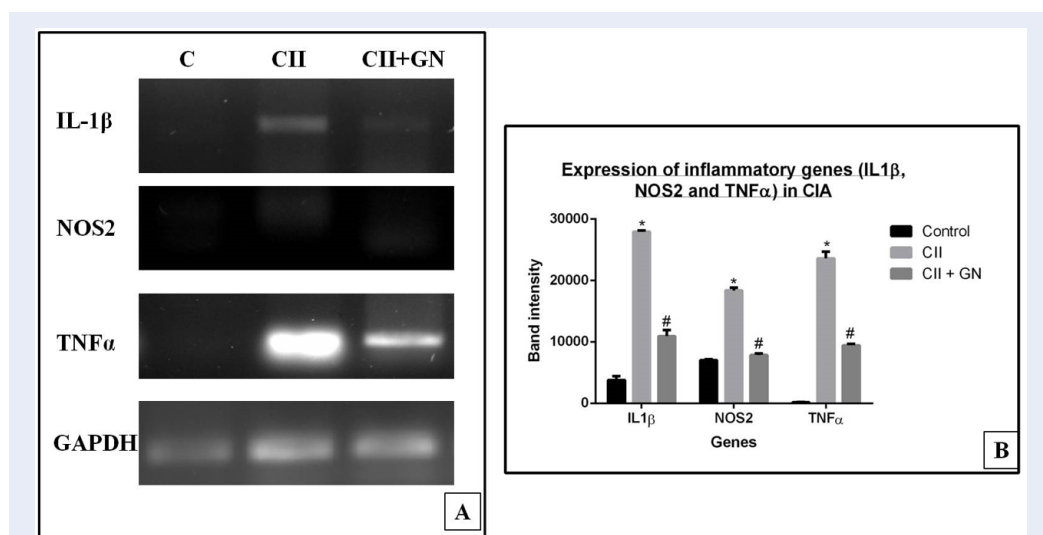 C CII CII+GN
IL-1β
NOS2
TNFα
GAPDH
A
Expression of inflammatory genes (IL1β,
NOS2 and TNFα) in CIA
30000
20000
10000
0
Band intensity
* # * # * #
IL1β NOS2 TNFα
Genes
Control
CII
CII + GN
B